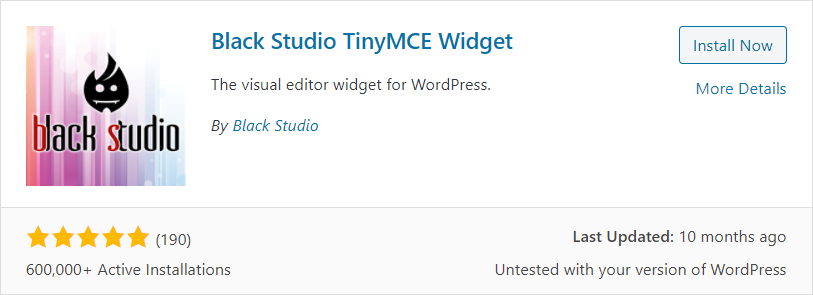 Black Studio TinyMCE Widget
Install Now
The visual editor widget for WordPress.
More Details
By Black Studio
black studio
(190)
Last Updated: 10 months ago
600,000+ Active Installations
Untested with your version of WordPress